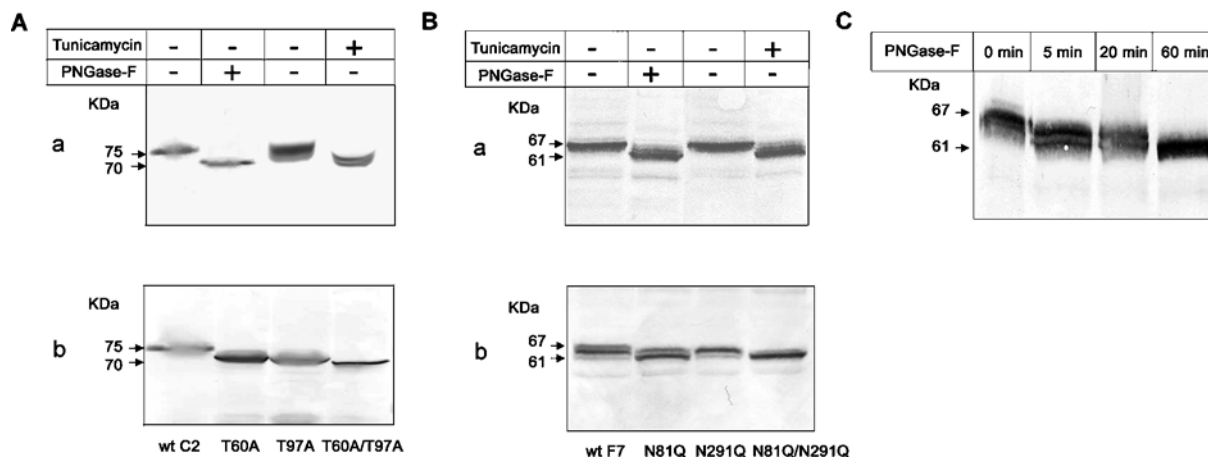 A
Tunicamycin - - - +
PNGase-F - + - -
KDa
a
75
70
KDa
b
75
70
wt C2 T60A T97A T60A/T97A
B
Tunicamycin - - - +
PNGase-F - + - -
KDa
a
67
61
KDa
b
67
61
wt F7 N81Q N291Q N81Q/N291Q
C
PNGase-F 0 min 5 min 20 min 60 min
KDa
67
61